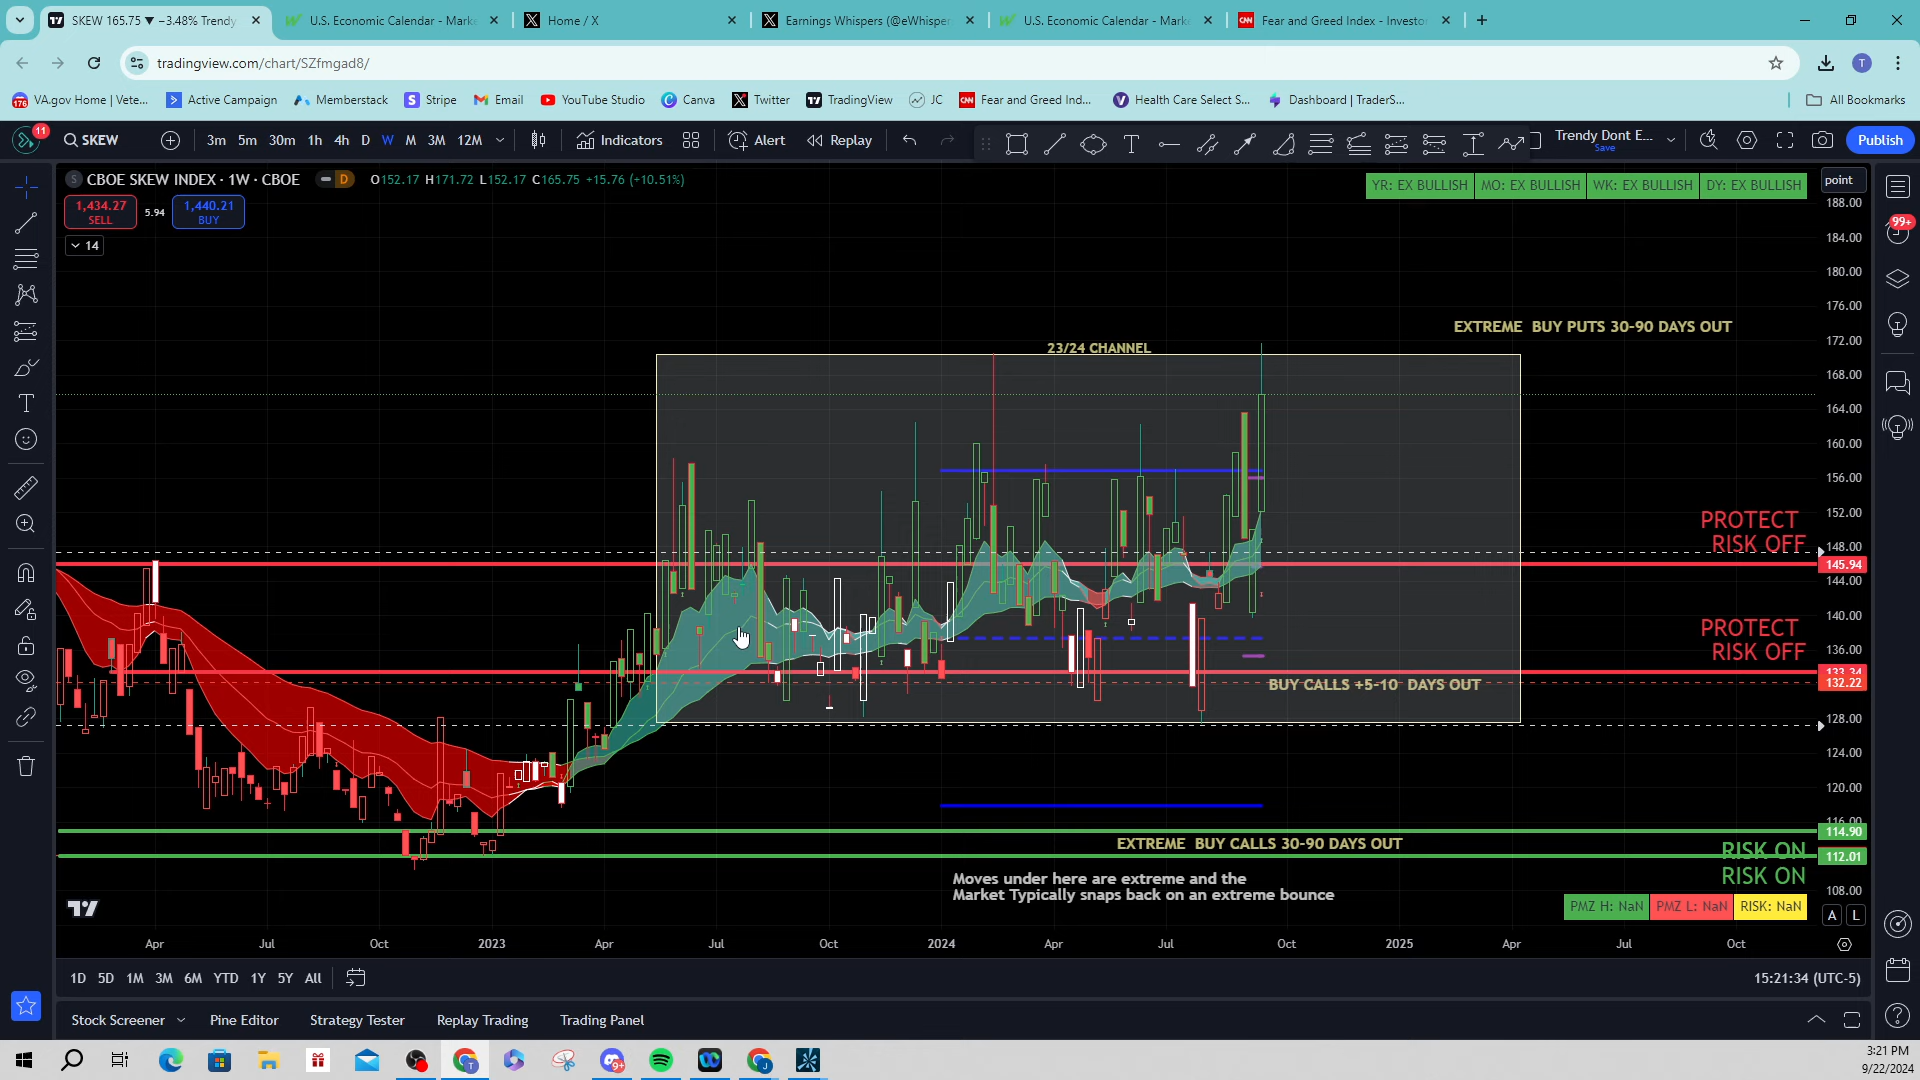 SKEW 165.75 ▼ −3.48% Trendy
U.S. Economic Calendar - Marke
Home / X
Earnings Whispers (@eWhisper
U.S. Economic Calendar - Marke
Fear and Greed Index - Investo
tradingview.com/chart/SZfmgad8/
T
176
VA.gov Home | Vete...
Active Campaign
Memberstack
Stripe
Email
YouTube Studio
Canva
Twitter
TradingView
JC
Fear and Greed Ind...
Health Care Select S...
Dashboard | TraderS...
All Bookmarks
11
SKEW
3m 5m 30m 1h 4h D W M 3M 12M
Indicators
Alert
Replay
Trendy Dont E...
Save
Publish
CBOE SKEW INDEX · 1W · CBOE
D
O152.17 H171.72 L152.17 C165.75 +15.76 (+10.51%)
YR: EX BULLISH
MO: EX BULLISH
WK: EX BULLISH
DY: EX BULLISH
point
1,434.27
SELL
5.94
1,440.21
BUY
14
99+
188.00
184.00
180.00
176.00
172.00
168.00
164.00
160.00
156.00
152.00
148.00
145.94
144.00
140.00
136.00
132.22
128.00
124.00
120.00
114.90
112.01
108.00
EXTREME BUY PUTS 30-90 DAYS OUT
23/24 CHANNEL
PROTECT
RISK OFF
PROTECT
RISK OFF
BUY CALLS +5-10 DAYS OUT
EXTREME BUY CALLS 30-90 DAYS OUT
RISK ON
RISK ON
Moves under here are extreme and the
Market Typically snaps back on an extreme bounce
PMZ H: NaN
PMZ L: NaN
RISK: NaN
A L
Apr Jul Oct 2023 Apr Jul Oct 2024 Apr Jul Oct 2025 Apr Jul Oct
1D 5D 1M 3M 6M YTD 1Y 5Y All
15:21:34 (UTC-5)
Stock Screener
Pine Editor
Strategy Tester
Replay Trading
Trading Panel
3:21 PM
9/22/2024